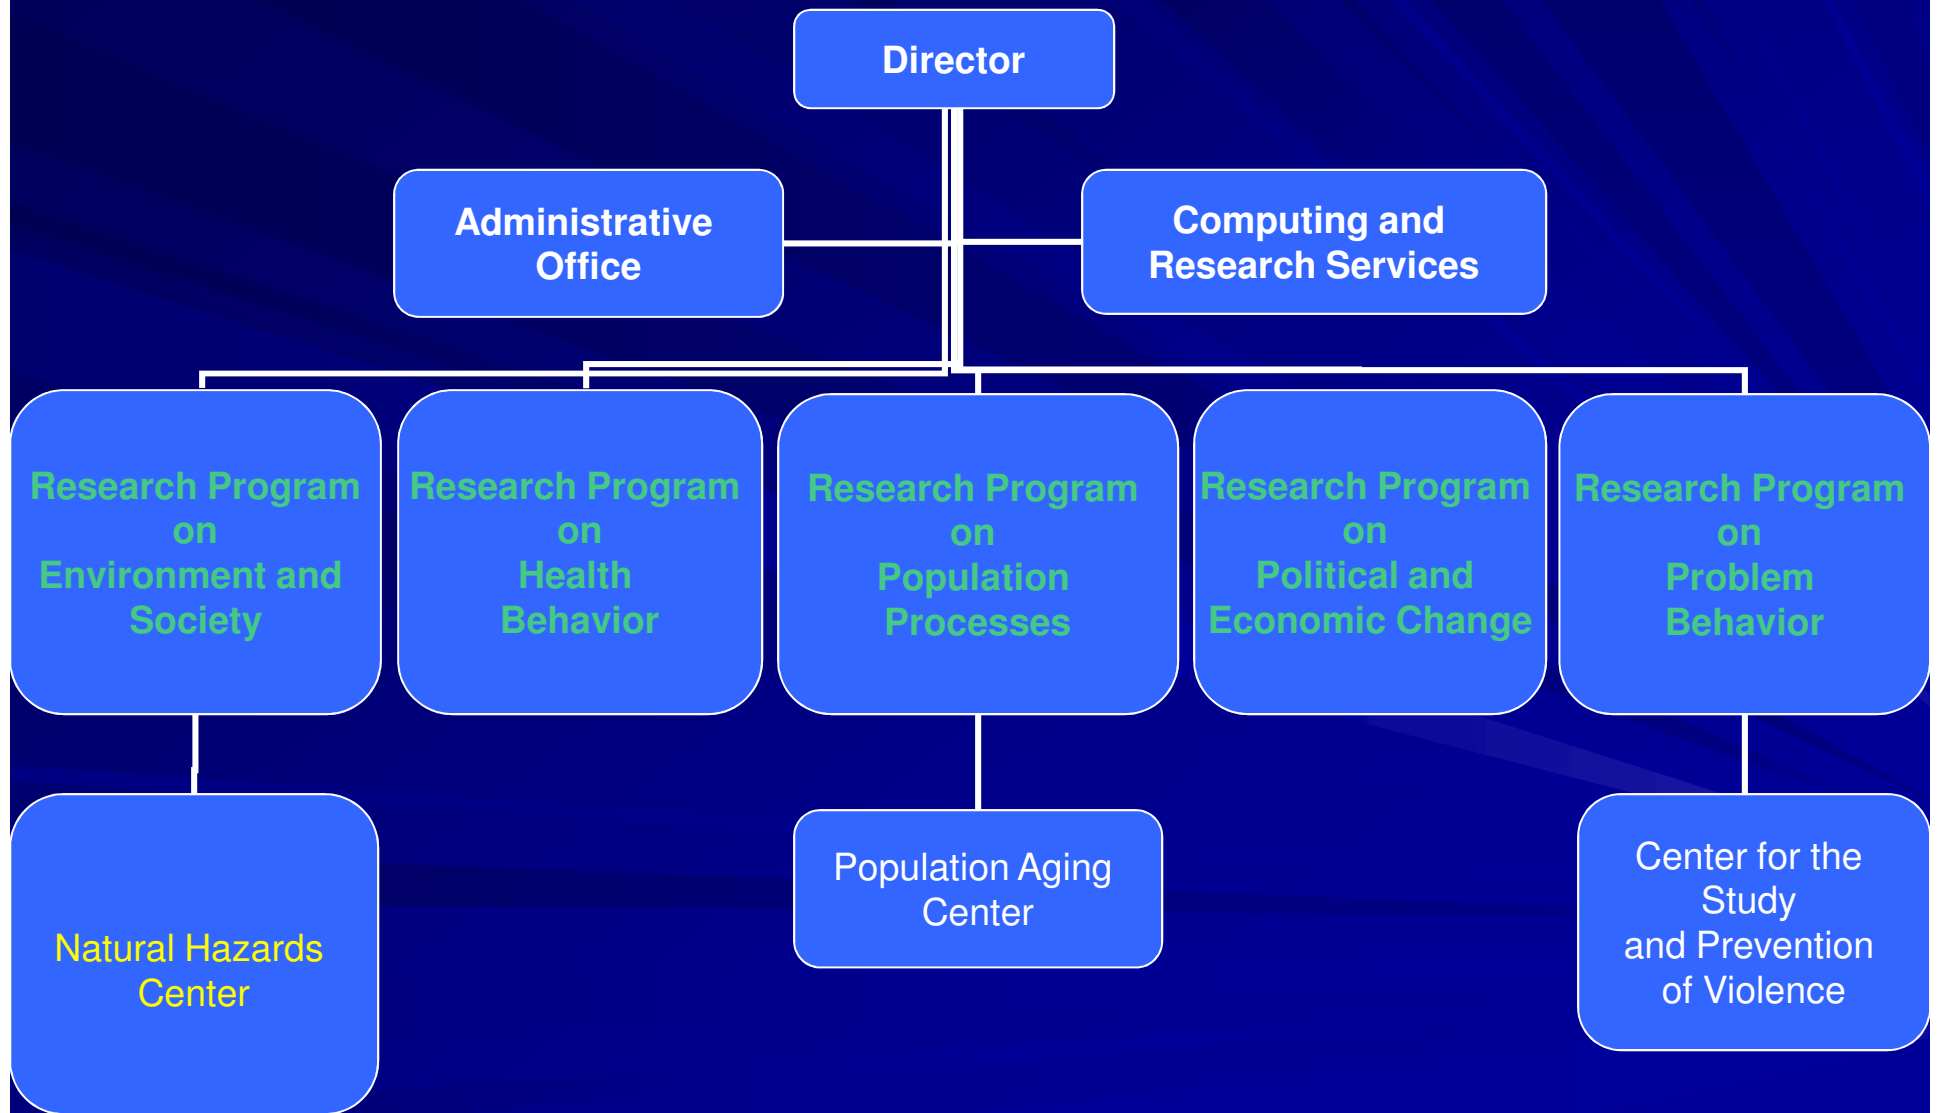 Director
Administrative
Office
Computing and
Research Services
Research Program
on
Environment and
Society
Research Program
on
Health
Behavior
Research Program
on
Population
Processes
Research Program
on
Political and
Economic Change
Research Program
on
Problem
Behavior
Natural Hazards
Center
Population Aging
Center
Center for the
Study
and Prevention
of Violence